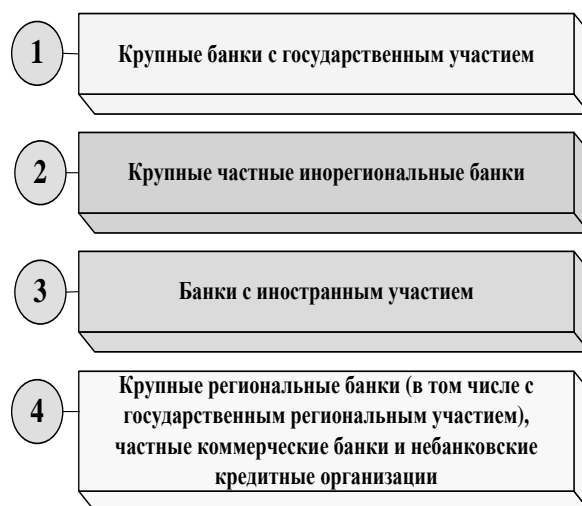 1
Крупные банки с государственным участием
2
Крупные частные инорегиональные банки
3
Банки с иностранным участием
4
Крупные региональные банки (в том числе с
государственным региональным участием),
частные коммерческие банки и небанковские
кредитные организации